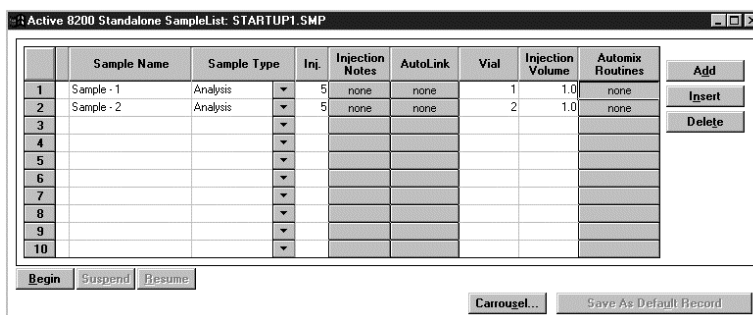 Active 8200 Standalone SampleList: STARTUP1.SMP
Sample Name Sample Type Inj. Injection Notes AutoLink Vial Injection Volume Automix Routines
1 Sample - 1 Analysis 5 none none 1 1.0 none
2 Sample - 2 Analysis 5 none none 2 1.0 none
3
4
5
6
7
8
9
10
Add
Insert
Delete
Begin Suspend Resume
Carrousel... Save As Default Record